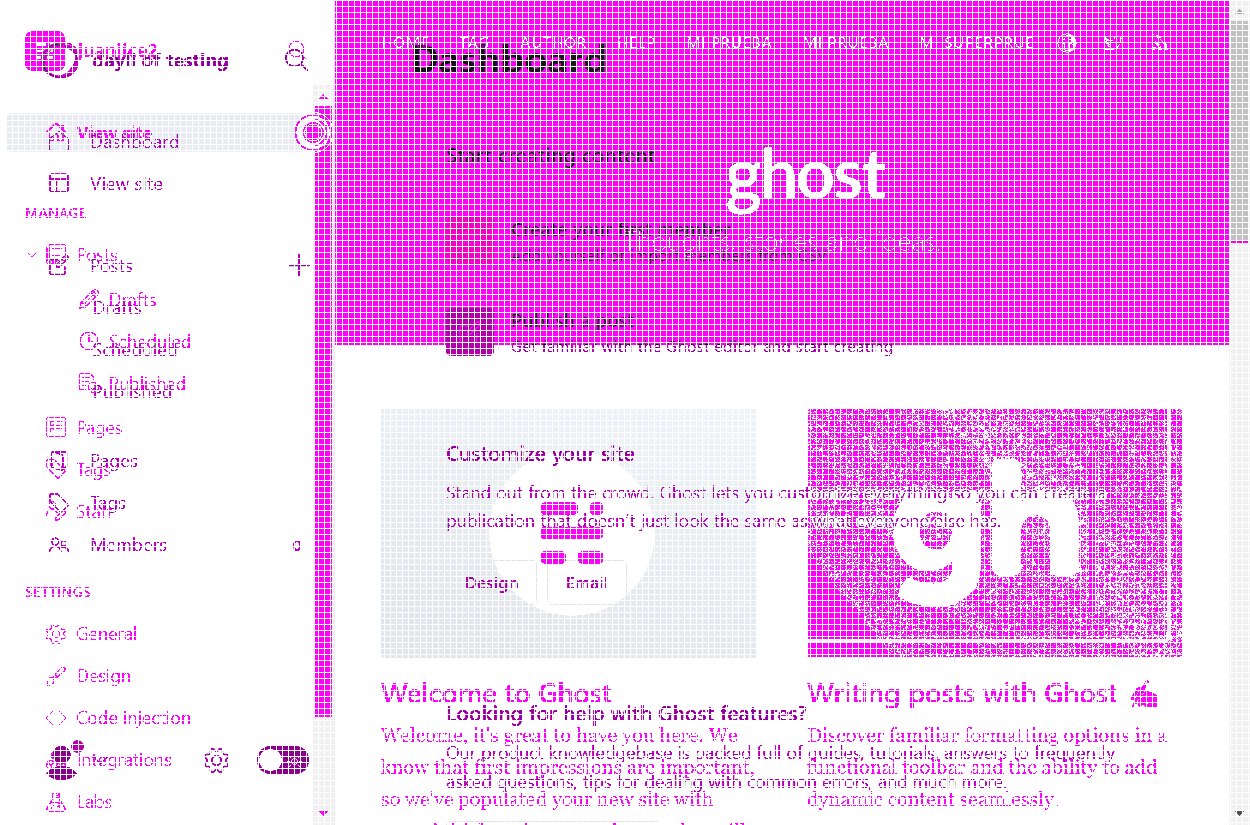 juanjice2
dayli of testing
HOME TAG AUTHOR HELP MI PRUEBA MI PRUEBA
Dashboard
View site
Dashboard
View site
MANAGE
Posts
Posts
Drafts
Drafts
Scheduled
Scheduled
Published
Published
Pages
Pages
Tags
Tags
Staff
Members
0
SETTINGS
General
Design
Code injection
Integrations
Labs
Start creating content
ghost
Create your first member
Thoughts, stories and ideas.
Publish a post
Get familiar with the Ghost editor and start creating
Customize your site
Stand out from the crowd. Ghost lets you customize everything so you can create a
publication that doesn't just look the same as what everyone else has.
Design
Email
gh
Welcome to Ghost
Writing posts with Ghost
Looking for help with Ghost features?
Welcome, it's great to have you here. We
know that first impressions are important,
so we've populated your new site with
Discover familiar formatting options in a
functional toolbar and the ability to add
dynamic content seamlessly.
Our product knowledgebase is packed full of guides, tutorials, answers to frequently
asked questions, tips for dealing with common errors, and much more.